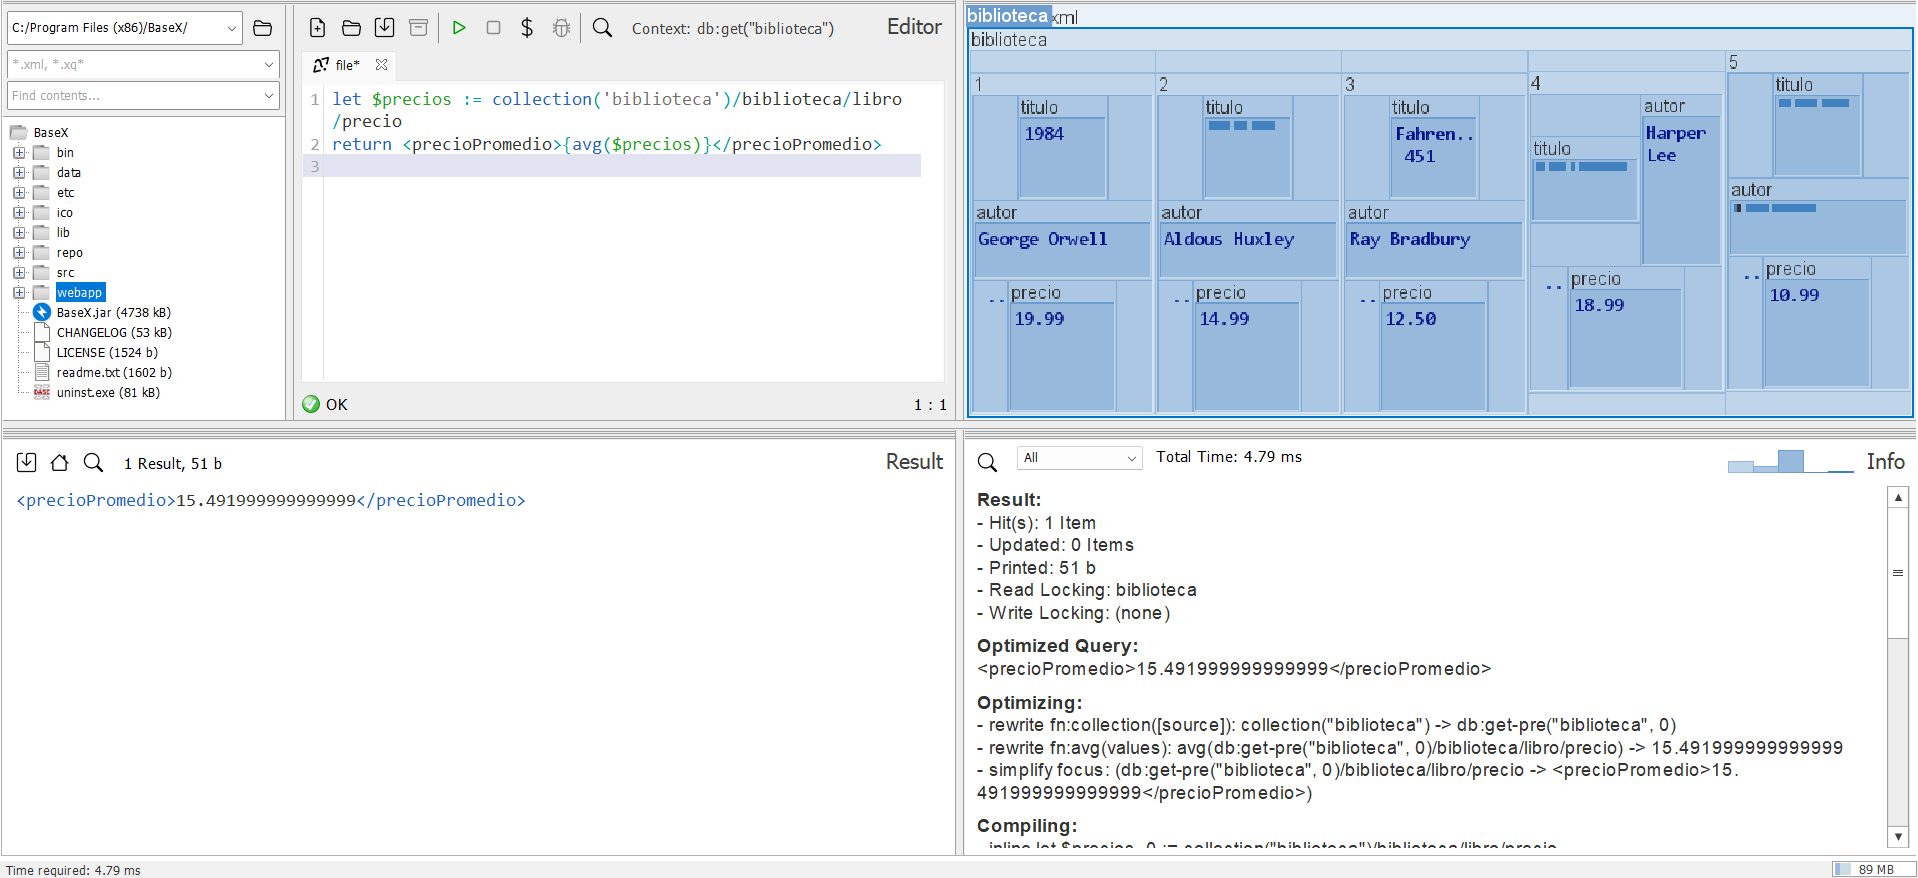 C:/Program Files (x86)/BaseX/
*.xml, *.xq*
Find contents...
BaseX
bin
data
etc
ico
lib
repo
src
webapp
BaseX.jar (4738 kB)
CHANGELOG (53 kB)
LICENSE (1524 b)
readme.txt (1602 b)
uninst.exe (81 kB)
Context: db:get("biblioteca")
Editor
file*
1 let $precios := collection('biblioteca')/biblioteca/libro
/precio
2 return <precioPromedio>{avg($precios)}</precioPromedio>
3
OK
1 : 1
biblioteca xml
biblioteca
1
titulo
1984
autor
George Orwell
.. precio
19.99
2
titulo
autor
Aldous Huxley
.. precio
14.99
3
titulo
Fahren..
451
autor
Ray Bradbury
.. precio
12.50
4
titulo
autor
Harper
Lee
.. precio
18.99
5
titulo
autor
.. precio
10.99
1 Result, 51 b
Result
<precioPromedio>15.491999999999999</precioPromedio>
All
Total Time: 4.79 ms
Info
Result:
- Hit(s): 1 Item
- Updated: 0 Items
- Printed: 51 b
- Read Locking: biblioteca
- Write Locking: (none)
Optimized Query:
<precioPromedio>15.491999999999999</precioPromedio>
Optimizing:
- rewrite fn:collection([source]): collection("biblioteca") -> db:get-pre("biblioteca", 0)
- rewrite fn:avg(values): avg(db:get-pre("biblioteca", 0)/biblioteca/libro/precio) -> 15.491999999999999
- simplify focus: (db:get-pre("biblioteca", 0)/biblioteca/libro/precio -> <precioPromedio>15.
491999999999999</precioPromedio>)
Compiling:
- inline let $precios_0 := collection("biblioteca")/biblioteca/libro/precio
Time required: 4.79 ms
89 MB